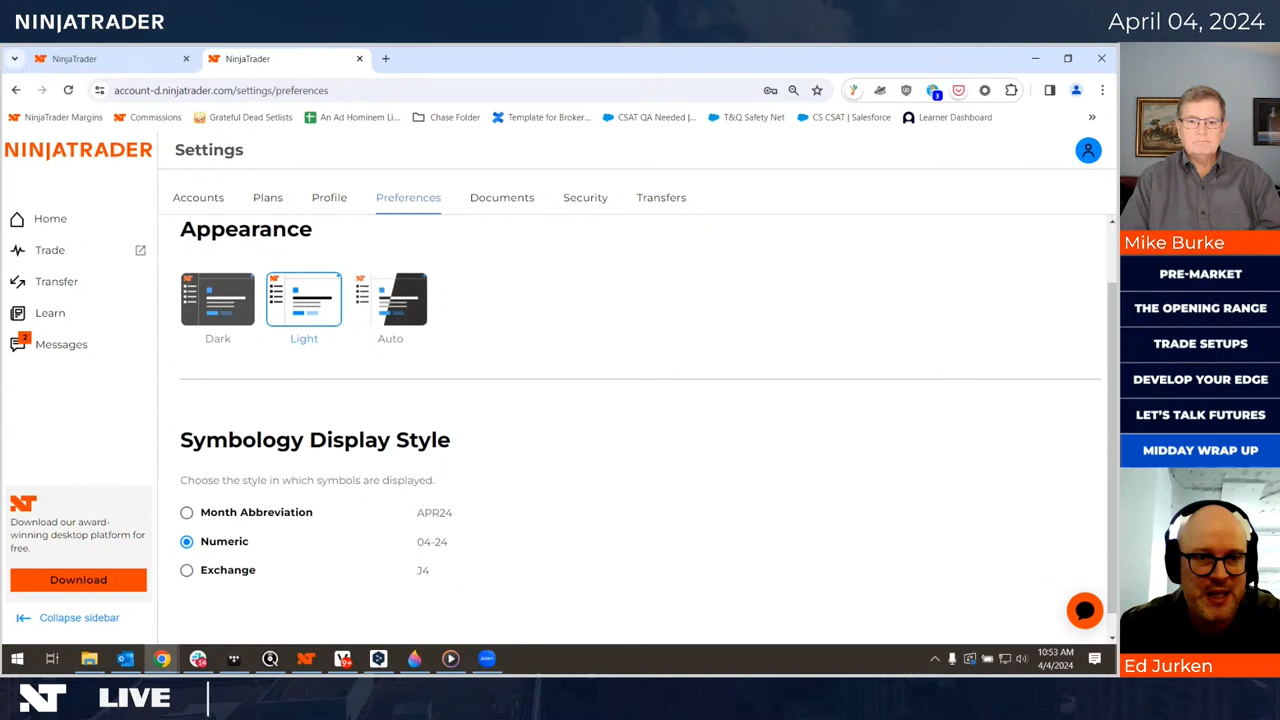 NINJATRADER
April 04, 2024
NinjaTrader
NinjaTrader
account-d.ninjatrader.com/settings/preferences
3
NinjaTrader Margins
Commissions
Grateful Dead Setlists
An Ad Hominem Li...
Chase Folder
Template for Broker...
CSAT QA Needed |...
T&Q Safety Net
CS CSAT | Salesforce
Learner Dashboard
NINJATRADER
Settings
Accounts
Plans
Profile
Preferences
Documents
Security
Transfers
Home
Trade
Transfer
Learn
2
Messages
Download our award-
winning desktop platform for
free.
Download
Collapse sidebar
Appearance
Dark
Light
Auto
Symbology Display Style
Choose the style in which symbols are displayed.
Month Abbreviation APR24
Numeric 04-24
Exchange J4
10:53 AM
4/4/2024
Mike Burke
PRE-MARKET
THE OPENING RANGE
TRADE SETUPS
DEVELOP YOUR EDGE
LET'S TALK FUTURES
MIDDAY WRAP UP
Ed Jurken
LIVE